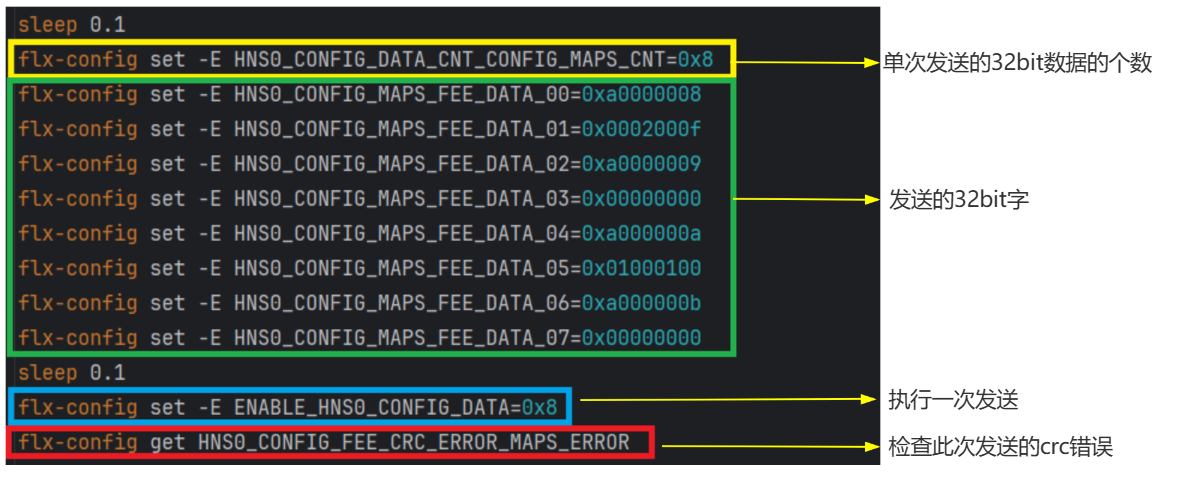 sleep 0.1
flx-config set -E HNS0_CONFIG_DATA_CNT_CONFIG_MAPS_CNT=0x8
单次发送的32bit数据的个数
flx-config set -E HNS0_CONFIG_MAPS_FEE_DATA_00=0xa0000008
flx-config set -E HNS0_CONFIG_MAPS_FEE_DATA_01=0x0002000f
flx-config set -E HNS0_CONFIG_MAPS_FEE_DATA_02=0xa0000009
flx-config set -E HNS0_CONFIG_MAPS_FEE_DATA_03=0x00000000
发送的32bit字
flx-config set -E HNS0_CONFIG_MAPS_FEE_DATA_04=0xa000000a
flx-config set -E HNS0_CONFIG_MAPS_FEE_DATA_05=0x01000100
flx-config set -E HNS0_CONFIG_MAPS_FEE_DATA_06=0xa000000b
flx-config set -E HNS0_CONFIG_MAPS_FEE_DATA_07=0x00000000
sleep 0.1
flx-config set -E ENABLE_HNS0_CONFIG_DATA=0x8
执行一次发送
flx-config get HNS0_CONFIG_FEE_CRC_ERROR_MAPS_ERROR
检查此次发送的crc错误